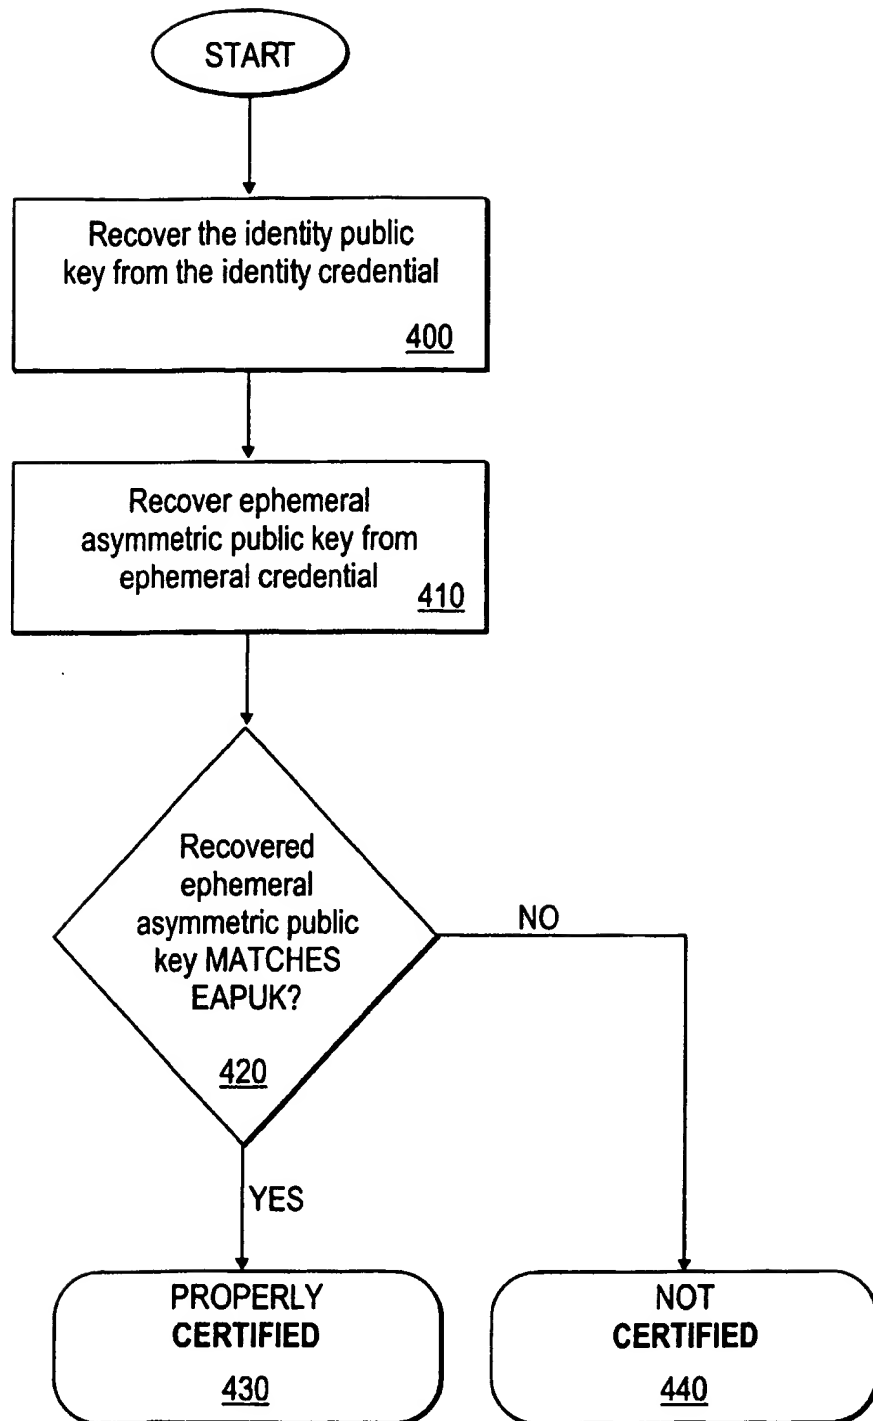 START
Recover the identity public
key from the identity credential
400
Recover ephemeral
asymmetric public key from
ephemeral credential
410
Recovered
ephemeral
asymmetric public
key MATCHES
EAPUK?
420
NO
YES
PROPERLY
CERTIFIED
430
NOT
CERTIFIED
440